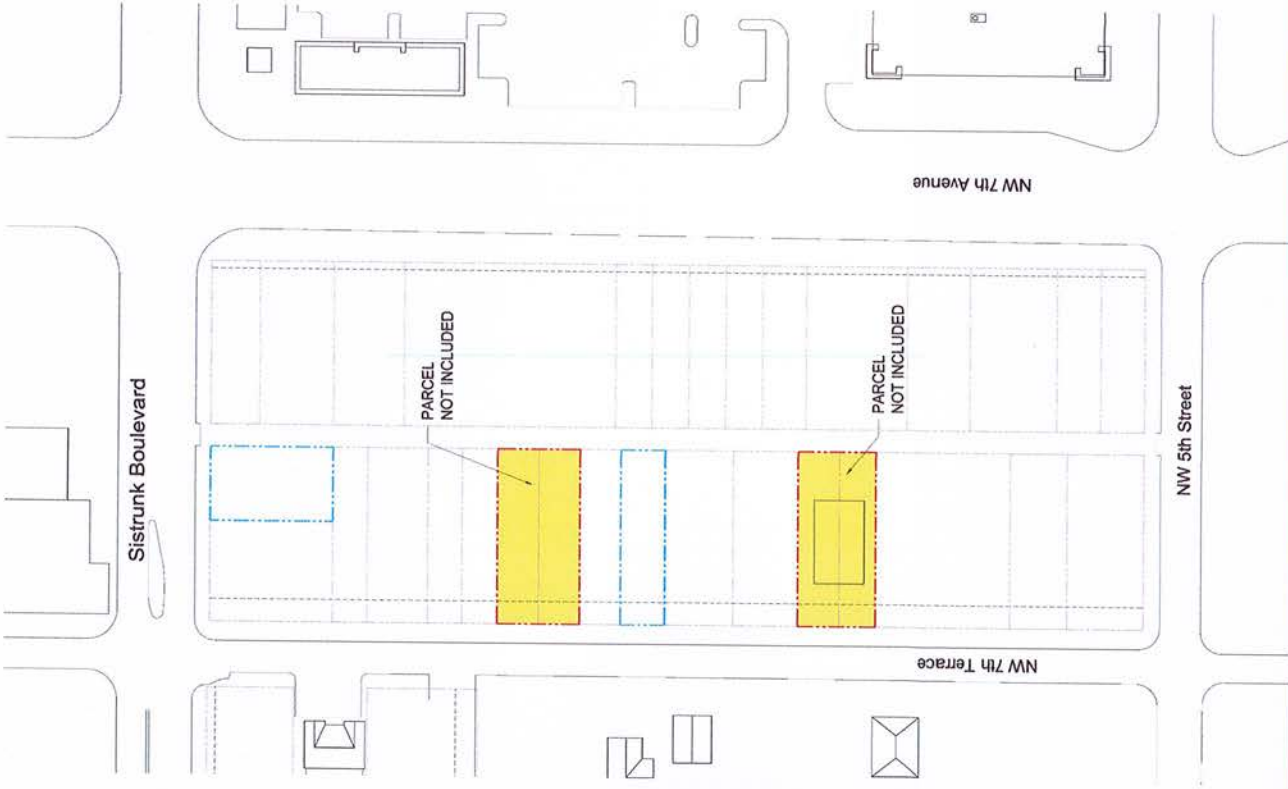 NW 7th Avenue
Sistrunk Boulevard
PARCEL
NOT INCLUDED
PARCEL
NOT INCLUDED
NW 5th Street
NW 7th Terrace